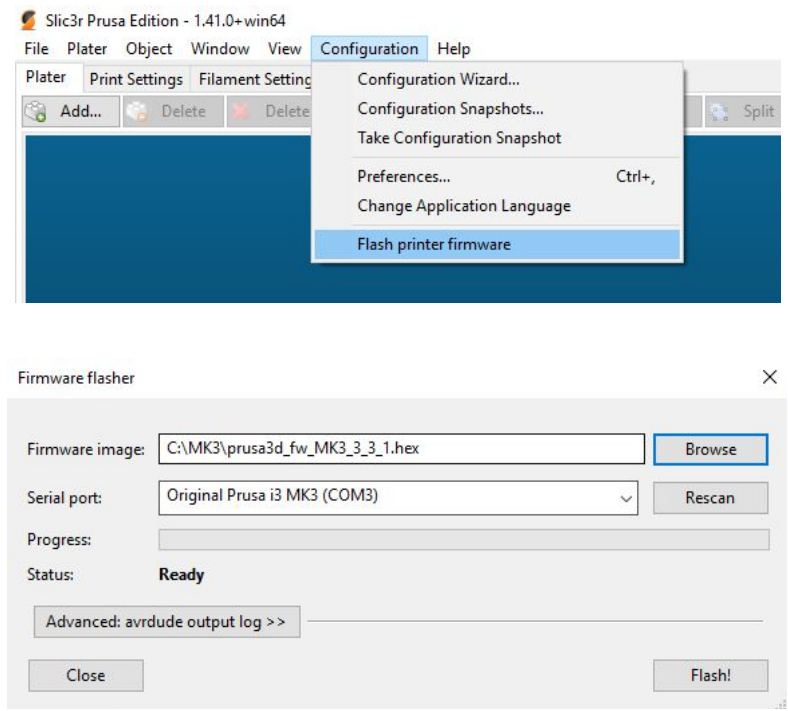 Slic3r Prusa Edition - 1.41.0+win64
File Plater Object Window View Configuration Help
Plater Print Settings Filament Setting
Add... Delete Delete Split
Configuration Wizard...
Configuration Snapshots...
Take Configuration Snapshot
Preferences... Ctrl+,
Change Application Language
Flash printer firmware
Firmware flasher
Firmware image: C:\MK3\prusa3d_fw_MK3_3_3_1.hex Browse
Serial port: Original Prusa i3 MK3 (COM3) Rescan
Progress:
Status: Ready
Advanced: avrdude output log >>
Close Flash!